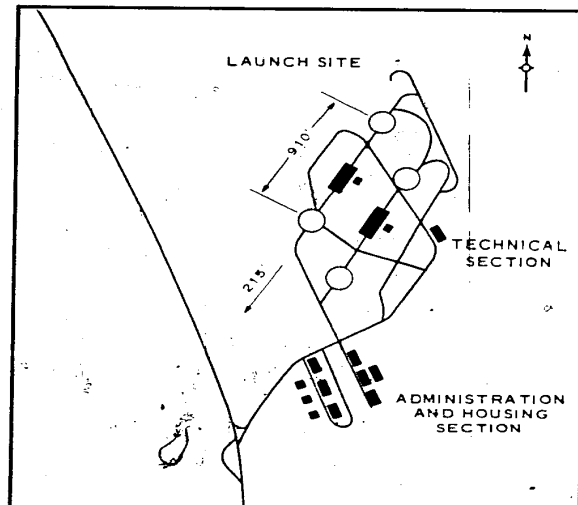 N
LAUNCH SITE
910'
215°
TECHNICAL
SECTION
ADMINISTRATION
AND HOUSING
SECTION